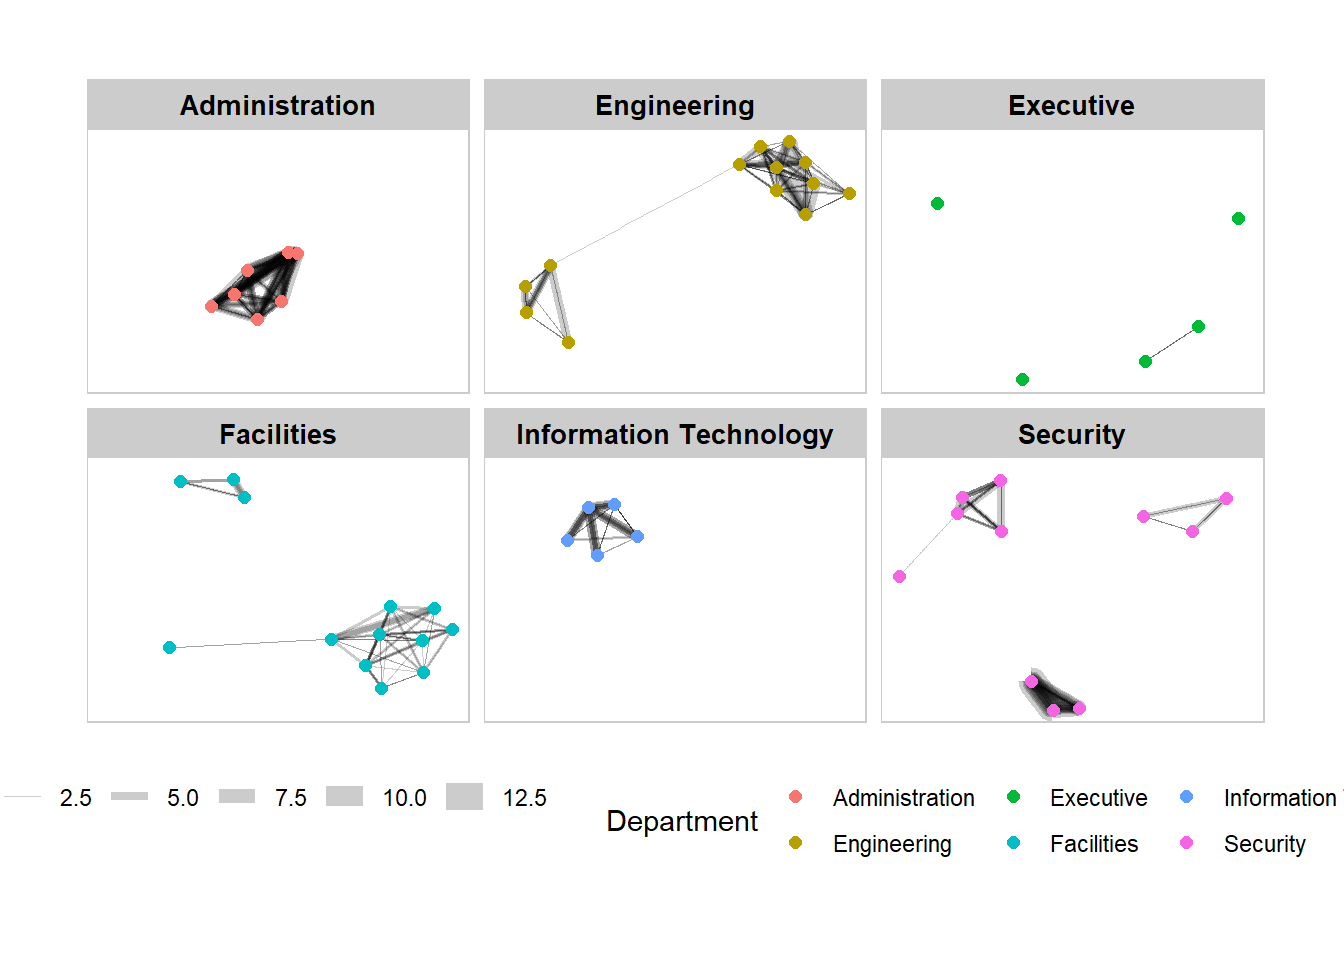 Administration
Engineering
Executive
Facilities
Information Technology
Security
2.5
5.0
7.5
10.0
12.5
Department
Administration
Executive
Information
Engineering
Facilities
Security